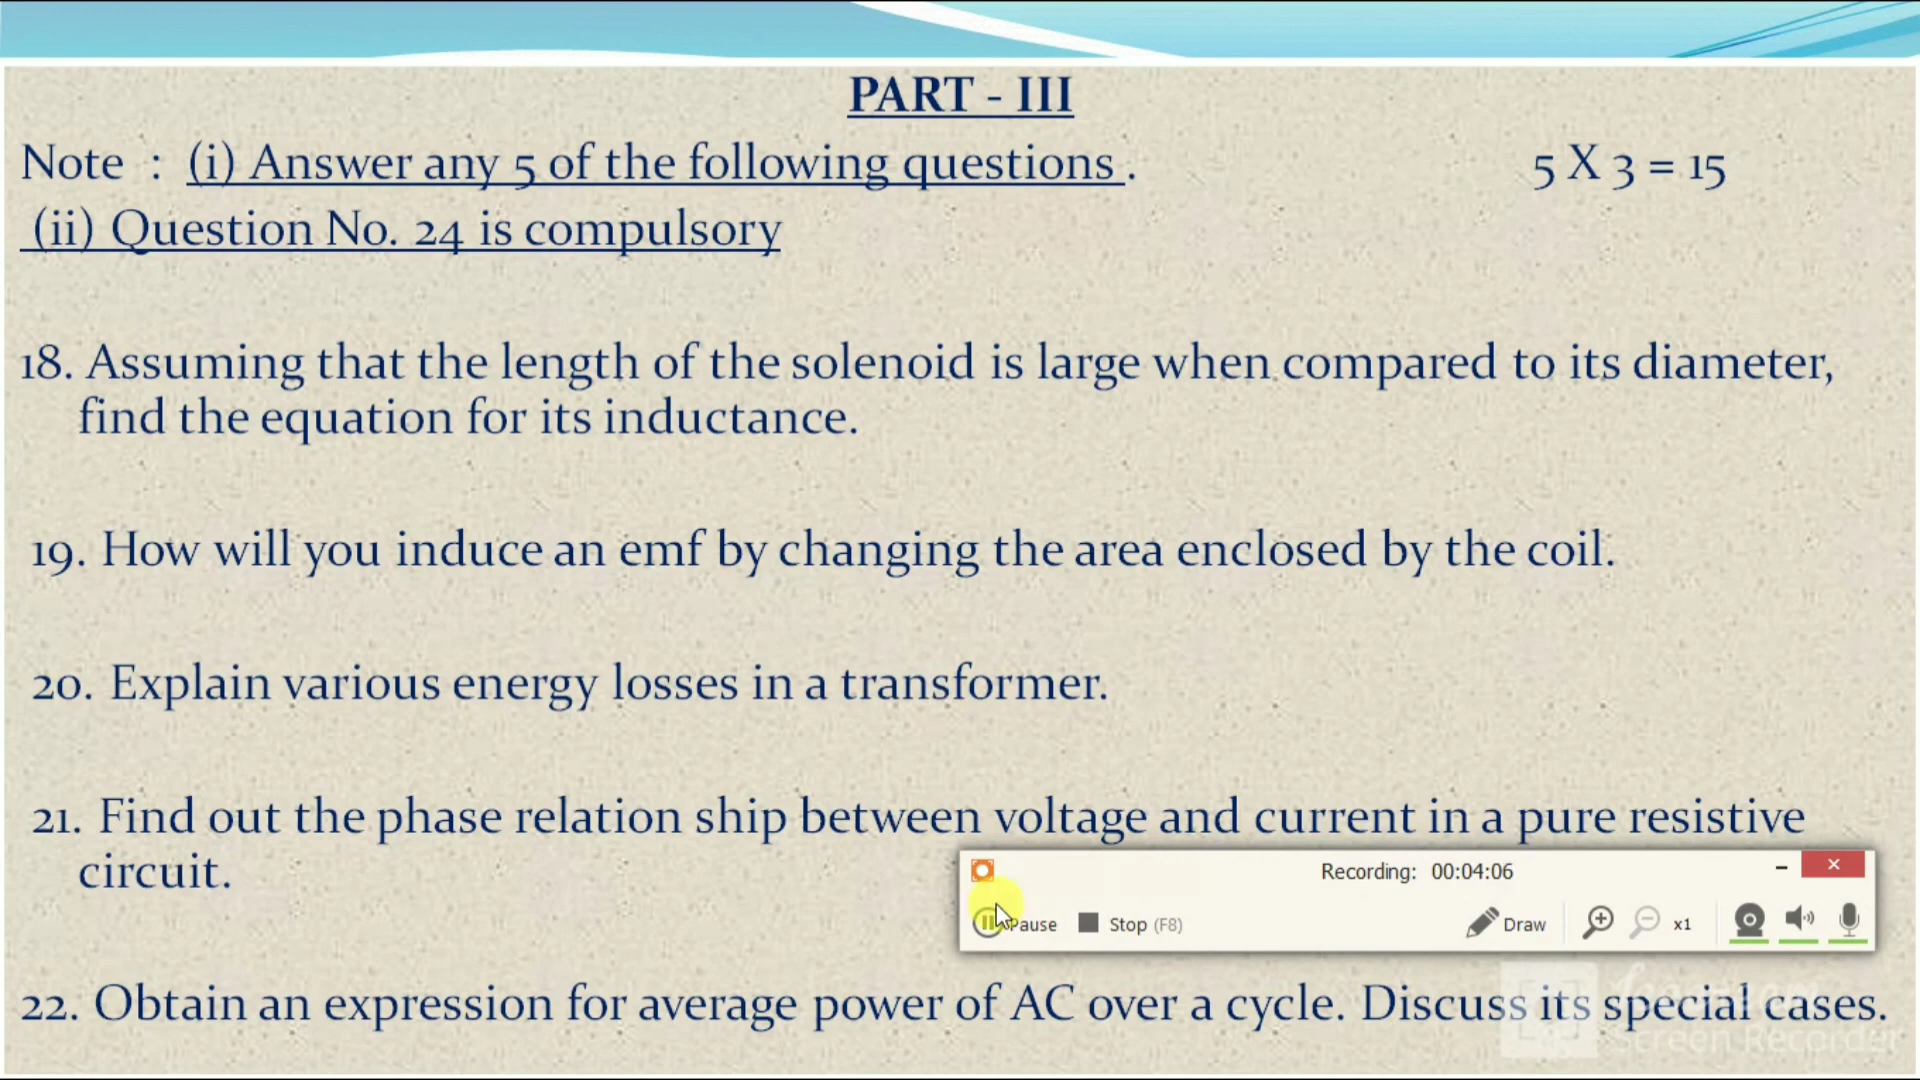 PART - III
Note : (i) Answer any 5 of the following questions . 5 X 3 = 15
(ii) Question No. 24 is compulsory
18. Assuming that the length of the solenoid is large when compared to its diameter,
find the equation for its inductance.
19. How will you induce an emf by changing the area enclosed by the coil.
20. Explain various energy losses in a transformer.
21. Find out the phase relation ship between voltage and current in a pure resistive
circuit.
Recording: 00:04:06
Pause Stop (F8) Draw x1
22. Obtain an expression for average power of AC over a cycle. Discuss its special cases.
Screen Recorder